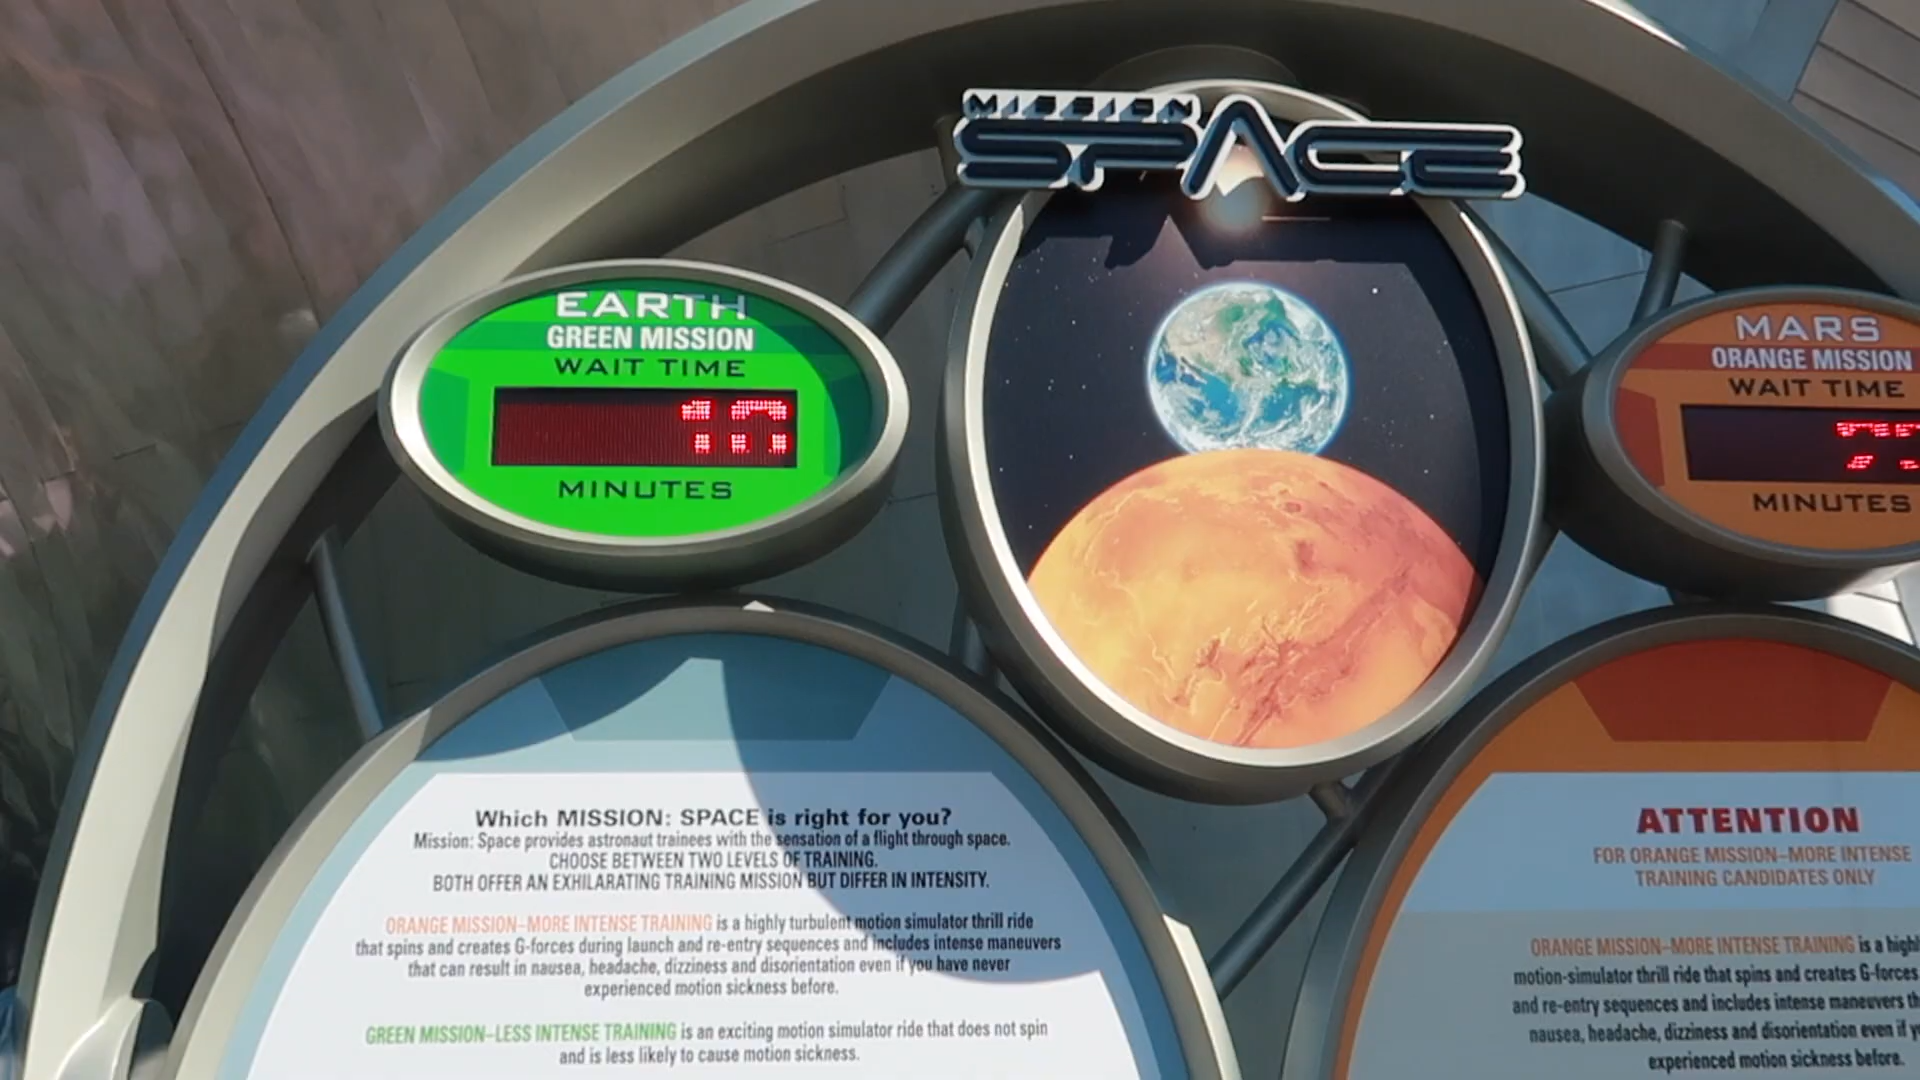 MISSION
SPACE
EARTH
GREEN MISSION
WAIT TIME
10
MINUTES
MARS
ORANGE MISSION
WAIT TIME
MINUTES
Which MISSION: SPACE is right for you?
Mission: Space provides astronaut trainees with the sensation of a flight through space.
CHOOSE BETWEEN TWO LEVELS OF TRAINING.
BOTH OFFER AN EXHILARATING TRAINING MISSION BUT DIFFER IN INTENSITY.
ORANGE MISSION–MORE INTENSE TRAINING is a highly turbulent motion simulator thrill ride
that spins and creates G-forces during launch and re-entry sequences and includes intense maneuvers
that can result in nausea, headache, dizziness and disorientation even if you have never
experienced motion sickness before.
GREEN MISSION–LESS INTENSE TRAINING is an exciting motion simulator ride that does not spin
and is less likely to cause motion sickness.
ATTENTION
FOR ORANGE MISSION–MORE INTENSE
TRAINING CANDIDATES ONLY
ORANGE MISSION–MORE INTENSE TRAINING is a
motion-simulator thrill ride that spins and creates G-forces
and re-entry sequences and includes intense maneuvers
nausea, headache, dizziness and disorientation even if
experienced motion sickness before.